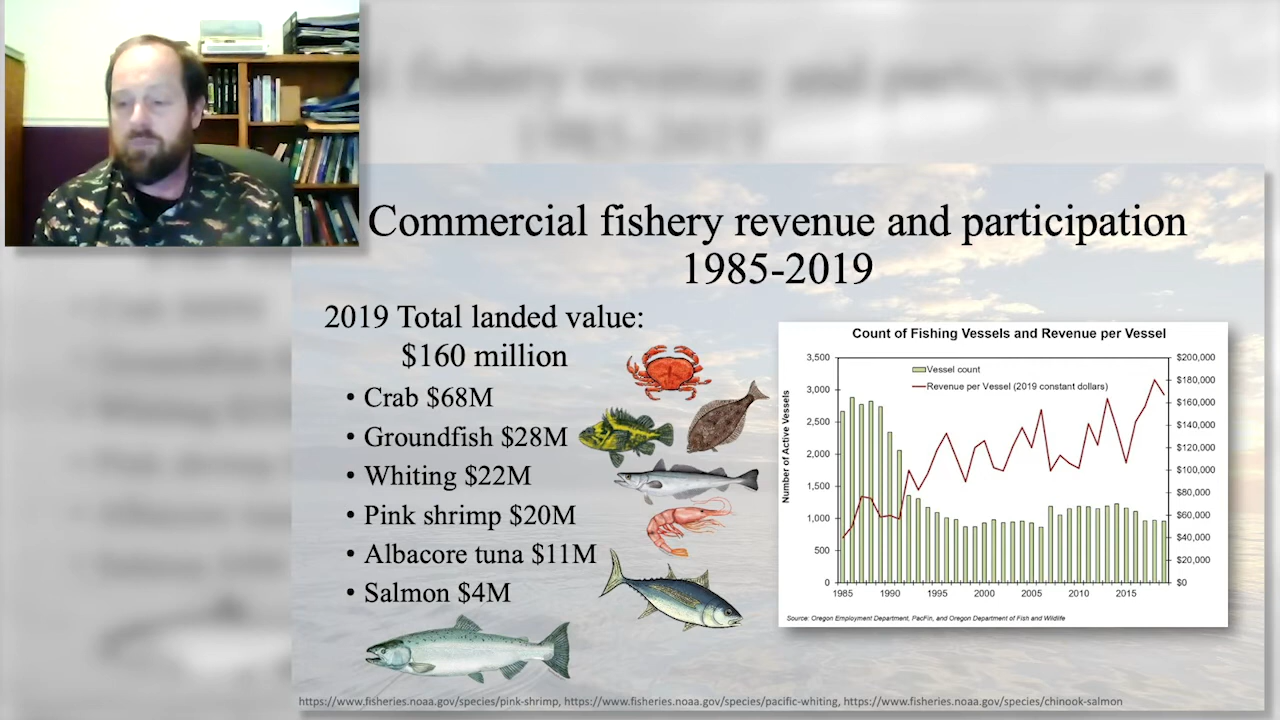 Commercial fishery revenue and participation
1985-2019
2019 Total landed value:
$160 million
• Crab $68M
• Groundfish $28M
• Whiting $22M
• Pink shrimp $20M
• Albacore tuna $11M
• Salmon $4M
Count of Fishing Vessels and Revenue per Vessel
Number of Active Vessels
3,500
3,000
2,500
2,000
1,500
1,000
500
0
Vessel count
Revenue per Vessel (2019 constant dollars)
$200,000
$180,000
$160,000
$140,000
$120,000
$100,000
$80,000
$60,000
$40,000
$20,000
$0
1985 1990 1995 2000 2005 2010 2015
Source: Oregon Employment Department, PacFin, and Oregon Department of Fish and Wildlife
https://www.fisheries.noaa.gov/species/pink-shrimp, https://www.fisheries.noaa.gov/species/pacific-whiting, https://www.fisheries.noaa.gov/species/chinook-salmon